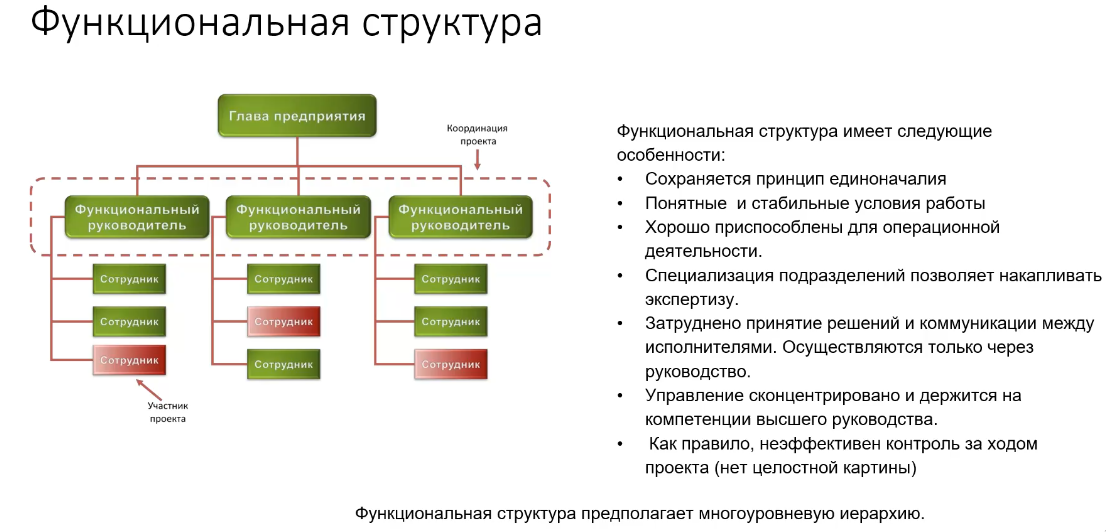 Функциональная структура
Глава предприятия
Координация
проекта
Функциональный
руководитель
Функциональный
руководитель
Функциональный
руководитель
Сотрудник
Сотрудник
Сотрудник
Сотрудник
Сотрудник
Сотрудник
Сотрудник
Сотрудник
Сотрудник
Участник
проекта
Функциональная структура имеет следующие
особенности:
• Сохраняется принцип единоначалия
• Понятные и стабильные условия работы
• Хорошо приспособлены для операционной
деятельности.
• Специализация подразделений позволяет накапливать
экспертизу.
• Затруднено принятие решений и коммуникации между
исполнителями. Осуществляются только через
руководство.
• Управление сконцентрировано и держится на
компетенции высшего руководства.
• Как правило, неэффективен контроль за ходом
проекта (нет целостной картины)
Функциональная структура предполагает многоуровневую иерархию.